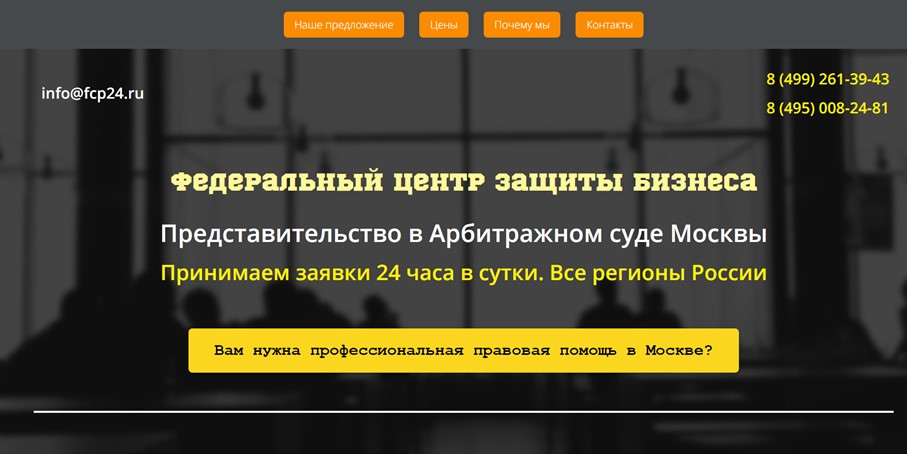 Наше предложение
Цены
Почему мы
Контакты
info@fcp24.ru
8 (499) 261-39-43
8 (495) 008-24-81
Федеральный центр защиты бизнеса
Представительство в Арбитражном суде Москвы
Принимаем заявки 24 часа в сутки. Все регионы России
Вам нужна профессиональная правовая помощь в Москве?